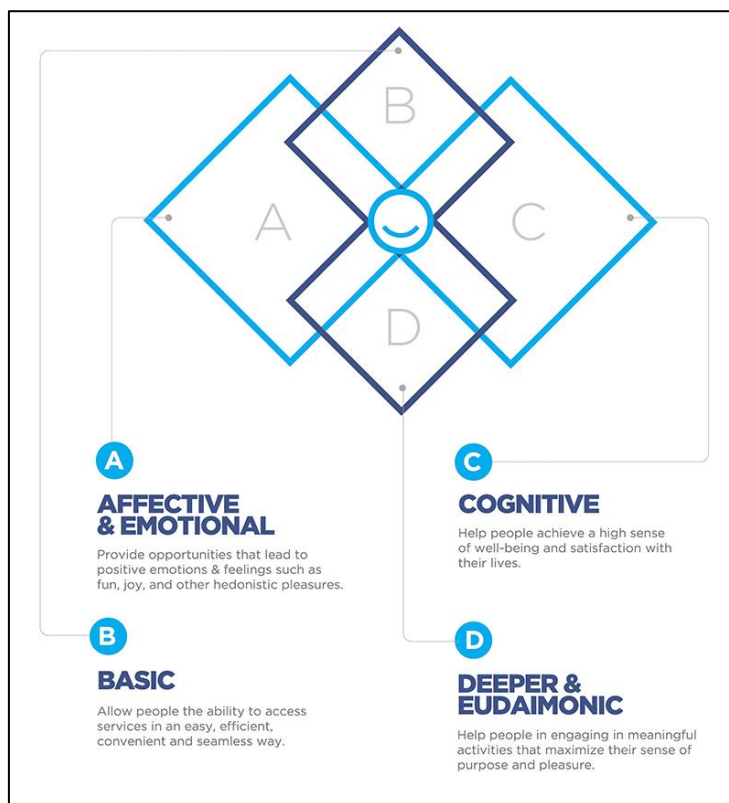 B
A
C
D
A
AFFECTIVE
& EMOTIONAL
Provide opportunities that lead to
positive emotions & feelings such as
fun, joy, and other hedonistic pleasures.
B
BASIC
Allow people the ability to access
services in an easy, efficient,
convenient and seamless way.
C
COGNITIVE
Help people achieve a high sense
of well-being and satisfaction with
their lives.
D
DEEPER &
EUDAIMONIC
Help people in engaging in meaningful
activities that maximize their sense of
purpose and pleasure.